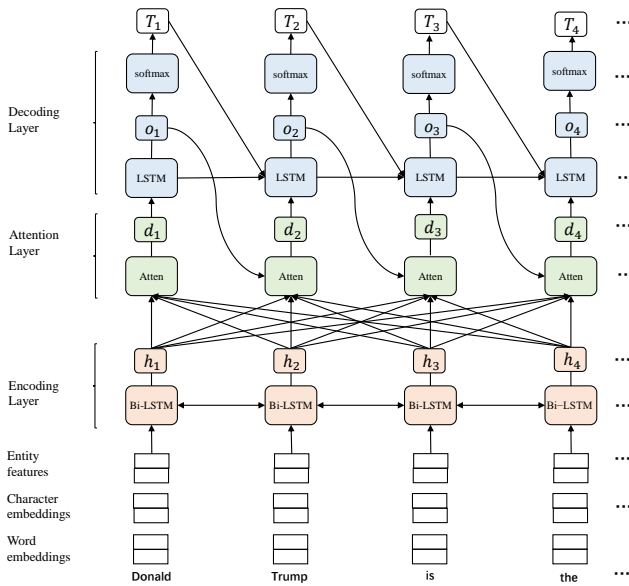 T₁ T₂ T₃ T₄ ...
softmax softmax softmax softmax ...
Decoding
Layer
o₁ o₂ o₃ o₄ ...
LSTM LSTM LSTM LSTM ...
Attention
Layer
d₁ d₂ d₃ d₄ ...
Atten Atten Atten Atten ...
h₁ h₂ h₃ h₄ ...
Encoding
Layer
Bi-LSTM Bi-LSTM Bi-LSTM Bi-LSTM ...
Entity
features ...
Character
embeddings ...
Word
embeddings
Donald Trump is the ...